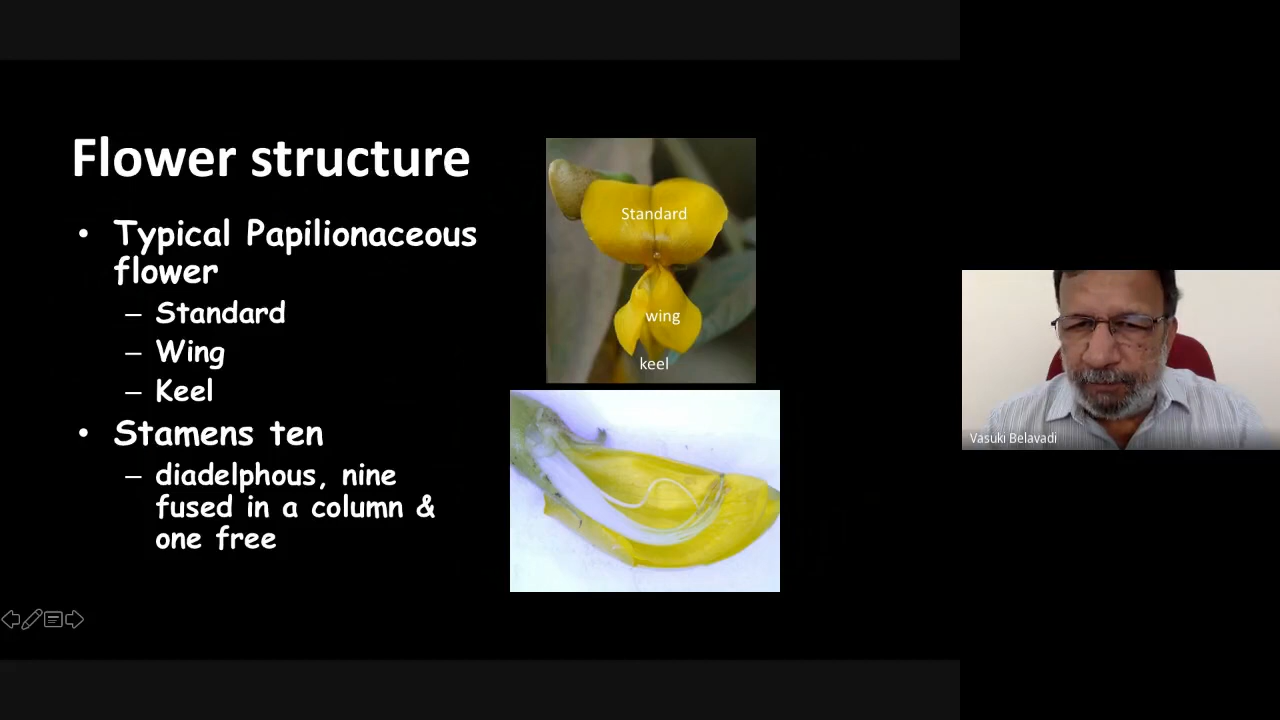 Flower structure
• Typical Papilionaceous
flower
– Standard
– Wing
– Keel
• Stamens ten
– diadelphous, nine
fused in a column &
one free
Standard
wing
keel
Vasuki Belavadi